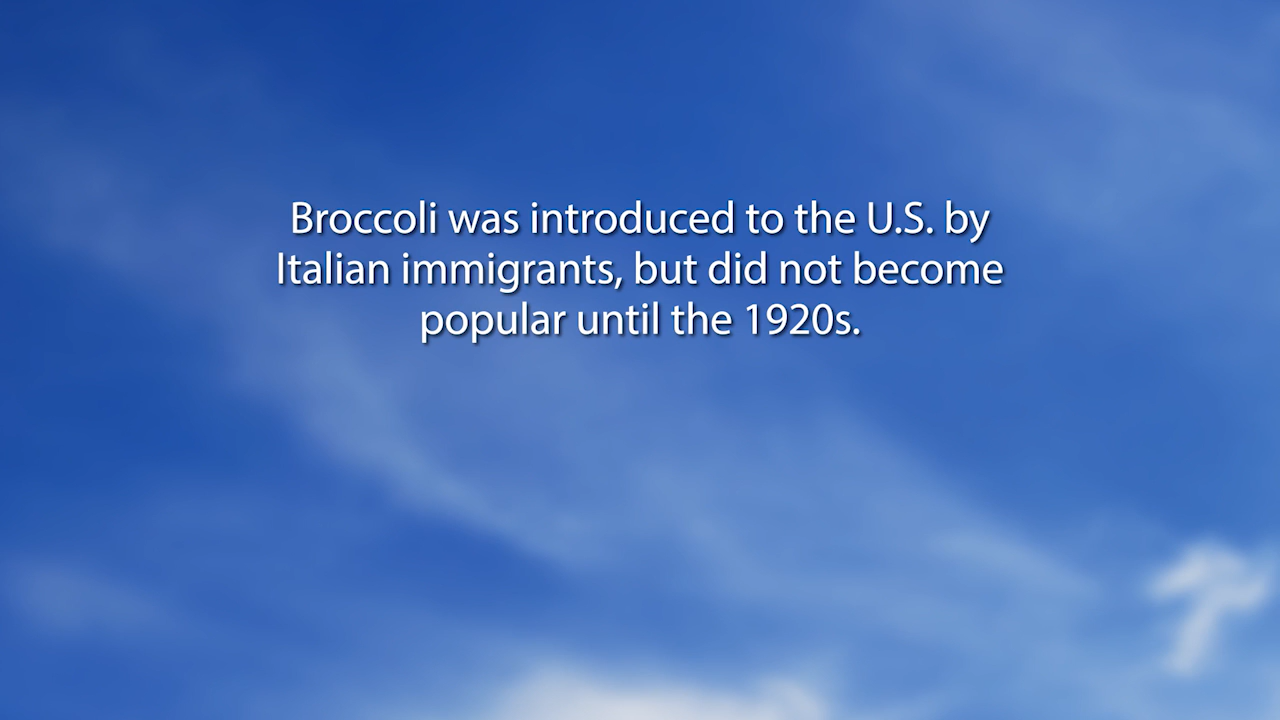 Broccoli was introduced to the U.S. by
Italian immigrants, but did not become
popular until the 1920s.